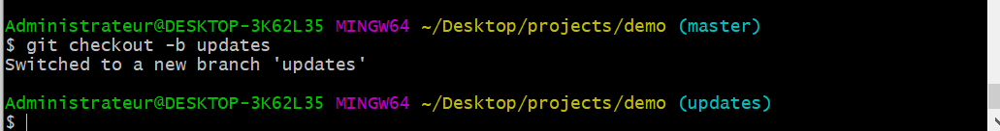 Administrateur@DESKTOP-3K62L35 MINGW64 ~/Desktop/projects/demo (master)
$ git checkout -b updates
Switched to a new branch 'updates'
Administrateur@DESKTOP-3K62L35 MINGW64 ~/Desktop/projects/demo (updates)
$